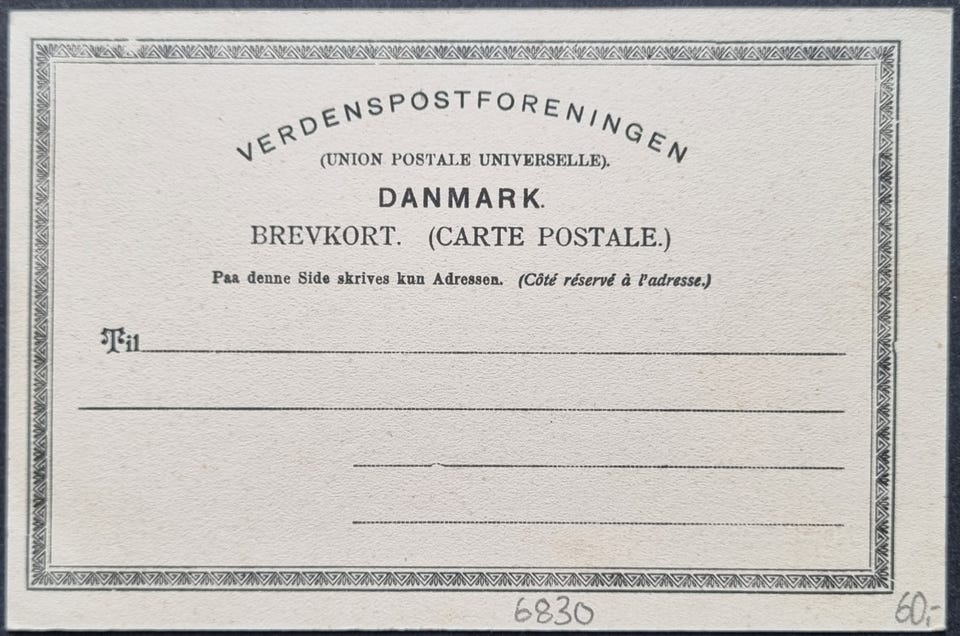 VERDENSPOSTFORENINGEN
(UNION POSTALE UNIVERSELLE).
DANMARK.
BREVKORT. (CARTE POSTALE.)
Paa denne Side skrives kun Adressen. (Côté réservé à l'adresse.)
Til
6830
60,-